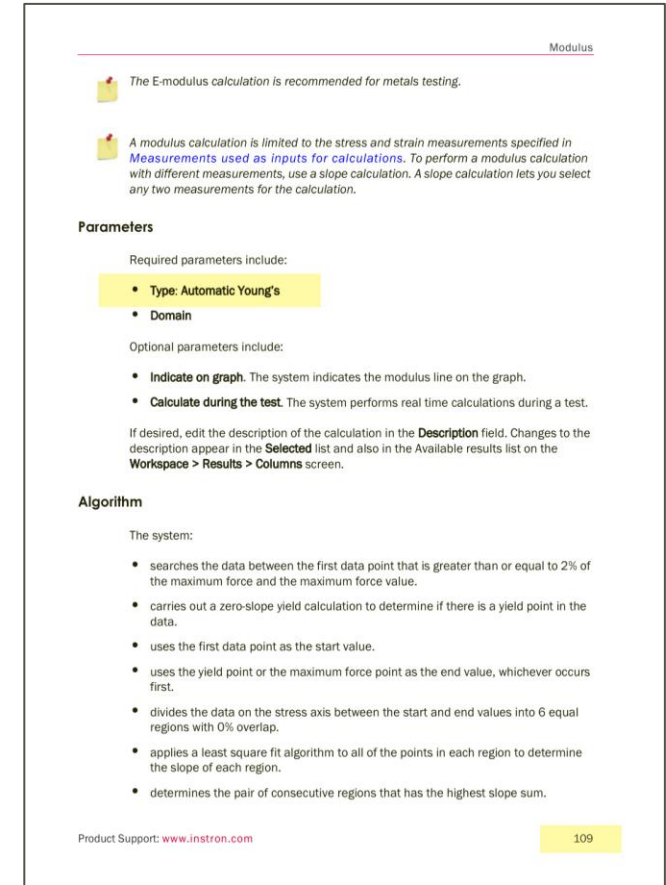 Modulus
The E-modulus calculation is recommended for metals testing.
A modulus calculation is limited to the stress and strain measurements specified in
Measurements used as inputs for calculations. To perform a modulus calculation
with different measurements, use a slope calculation. A slope calculation lets you select
any two measurements for the calculation.
Parameters
Required parameters include:
• Type: Automatic Young's
• Domain
Optional parameters include:
• Indicate on graph. The system indicates the modulus line on the graph.
• Calculate during the test. The system performs real time calculations during a test.
If desired, edit the description of the calculation in the Description field. Changes to the
description appear in the Selected list and also in the Available results list on the
Workspace > Results > Columns screen.
Algorithm
The system:
• searches the data between the first data point that is greater than or equal to 2% of
the maximum force and the maximum force value.
• carries out a zero-slope yield calculation to determine if there is a yield point in the
data.
• uses the first data point as the start value.
• uses the yield point or the maximum force point as the end value, whichever occurs
first.
• divides the data on the stress axis between the start and end values into 6 equal
regions with 0% overlap.
• applies a least square fit algorithm to all of the points in each region to determine
the slope of each region.
• determines the pair of consecutive regions that has the highest slope sum.
Product Support: www.instron.com 109